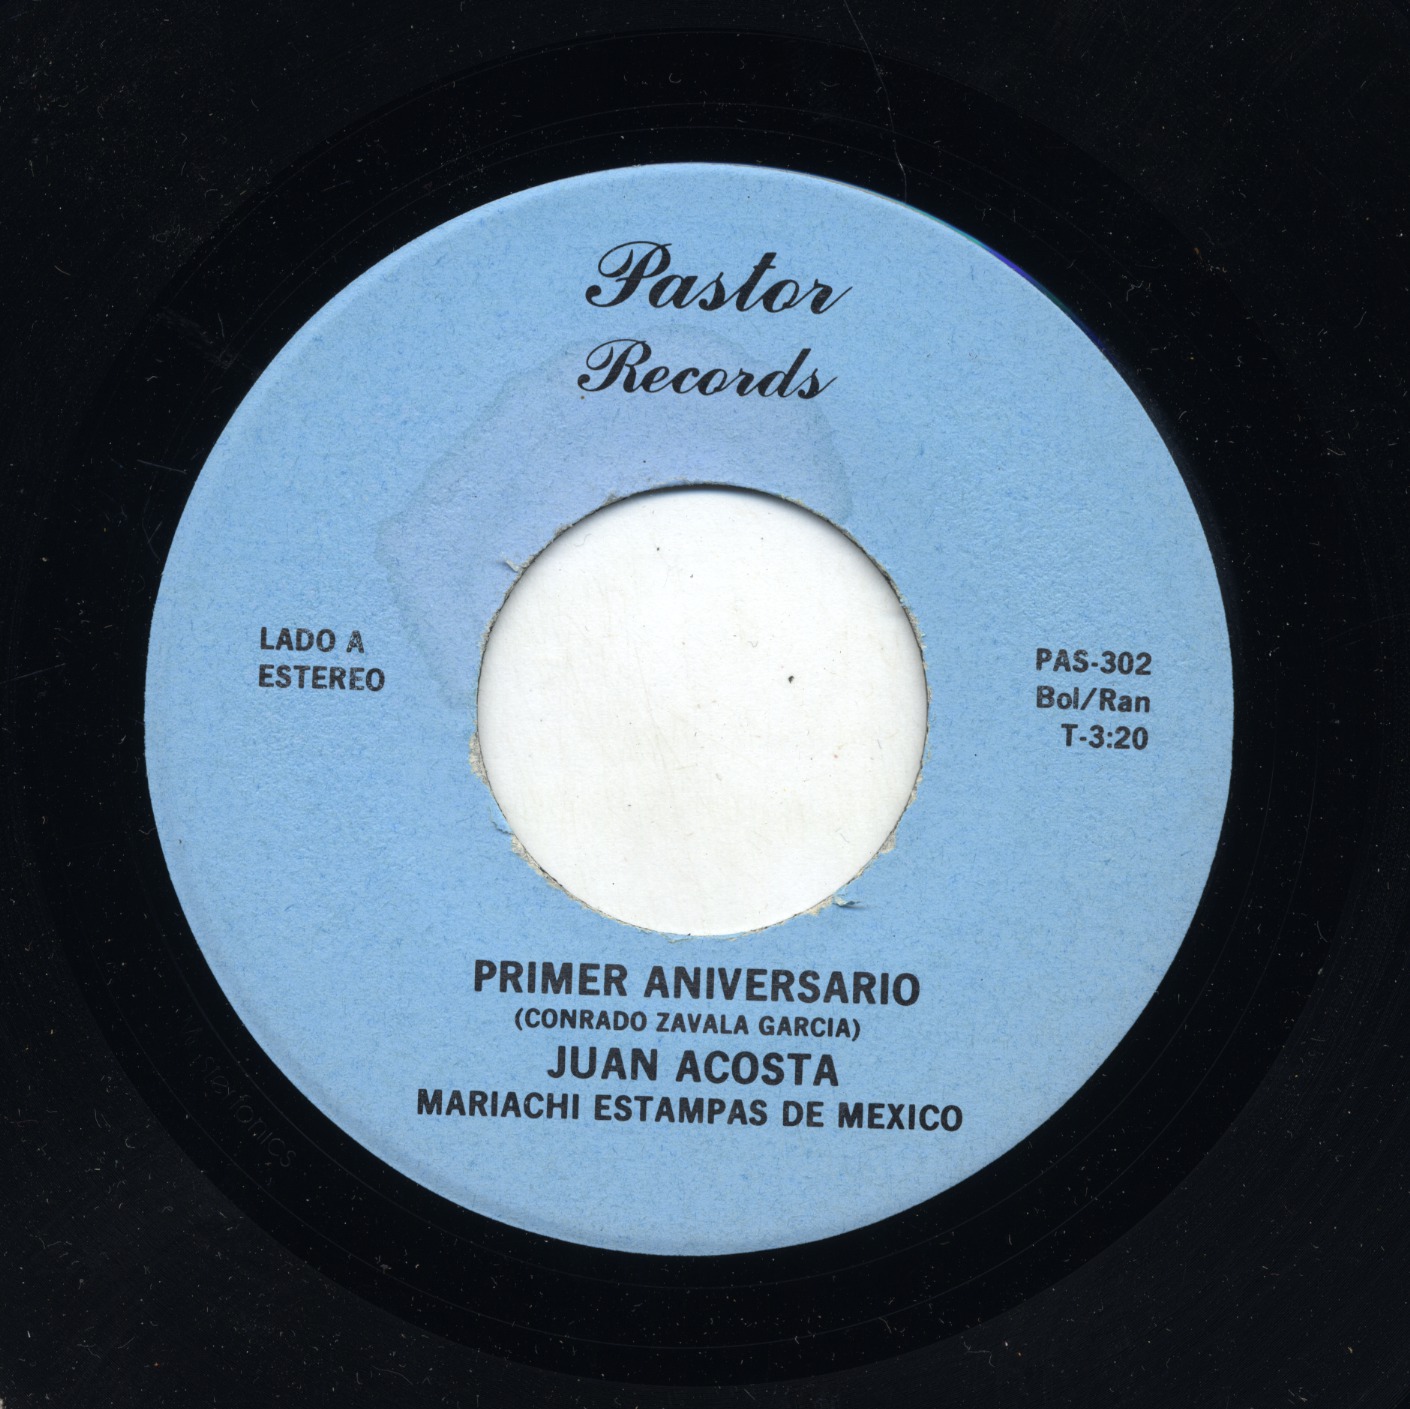 Pastor
Records
LADO A
ESTEREO
PAS-302
Bol/Ran
T-3:20
PRIMER ANIVERSARIO
(CONRADO ZAVALA GARCIA)
JUAN ACOSTA
MARIACHI ESTAMPAS DE MEXICO